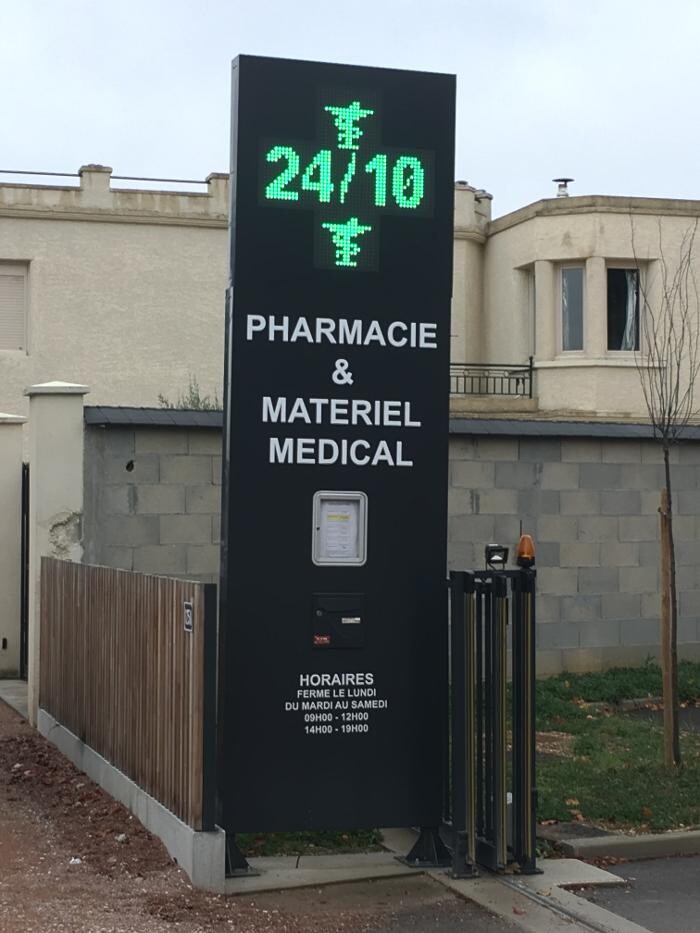 24/10
PHARMACIE
&
MATERIEL
MEDICAL
HORAIRES
FERME LE LUNDI
DU MARDI AU SAMEDI
09H00 - 12H00
14H00 - 19H00